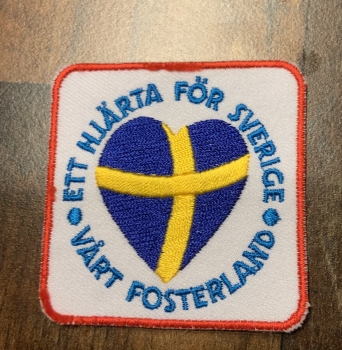 ETT HJÄRTA FÖR SVERIGE
VÅRT FOSTERLAND